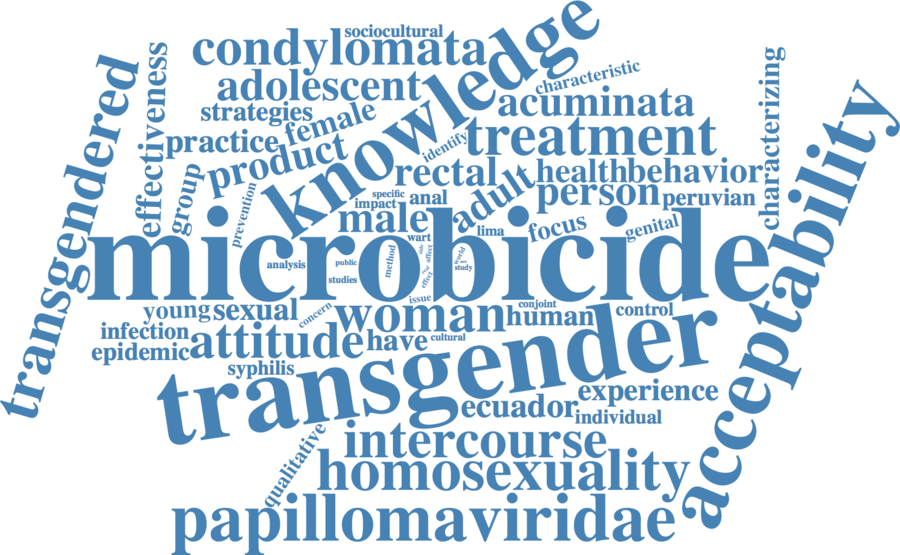 sociocultural
condylomata
knowledge
adolescent
characteristic
strategies
acuminata
effectiveness
transgendered
female
practice
identify
treatment
characterizing
product
group
rectal
healthbehavior
adult
person
peruvian
prevention
specific
impact
anal
male
lima
focus
genital
wart
microbicide
acceptability
analysis
public
method
affect
world
study
studies
effect
issue
young
sexual
concern
woman
conjoint
human
control
infection
epidemic
attitude
have
cultural
syphilis
transgender
experience
ecuador
individual
qualitative
intercourse
homosexuality
papillomaviridae